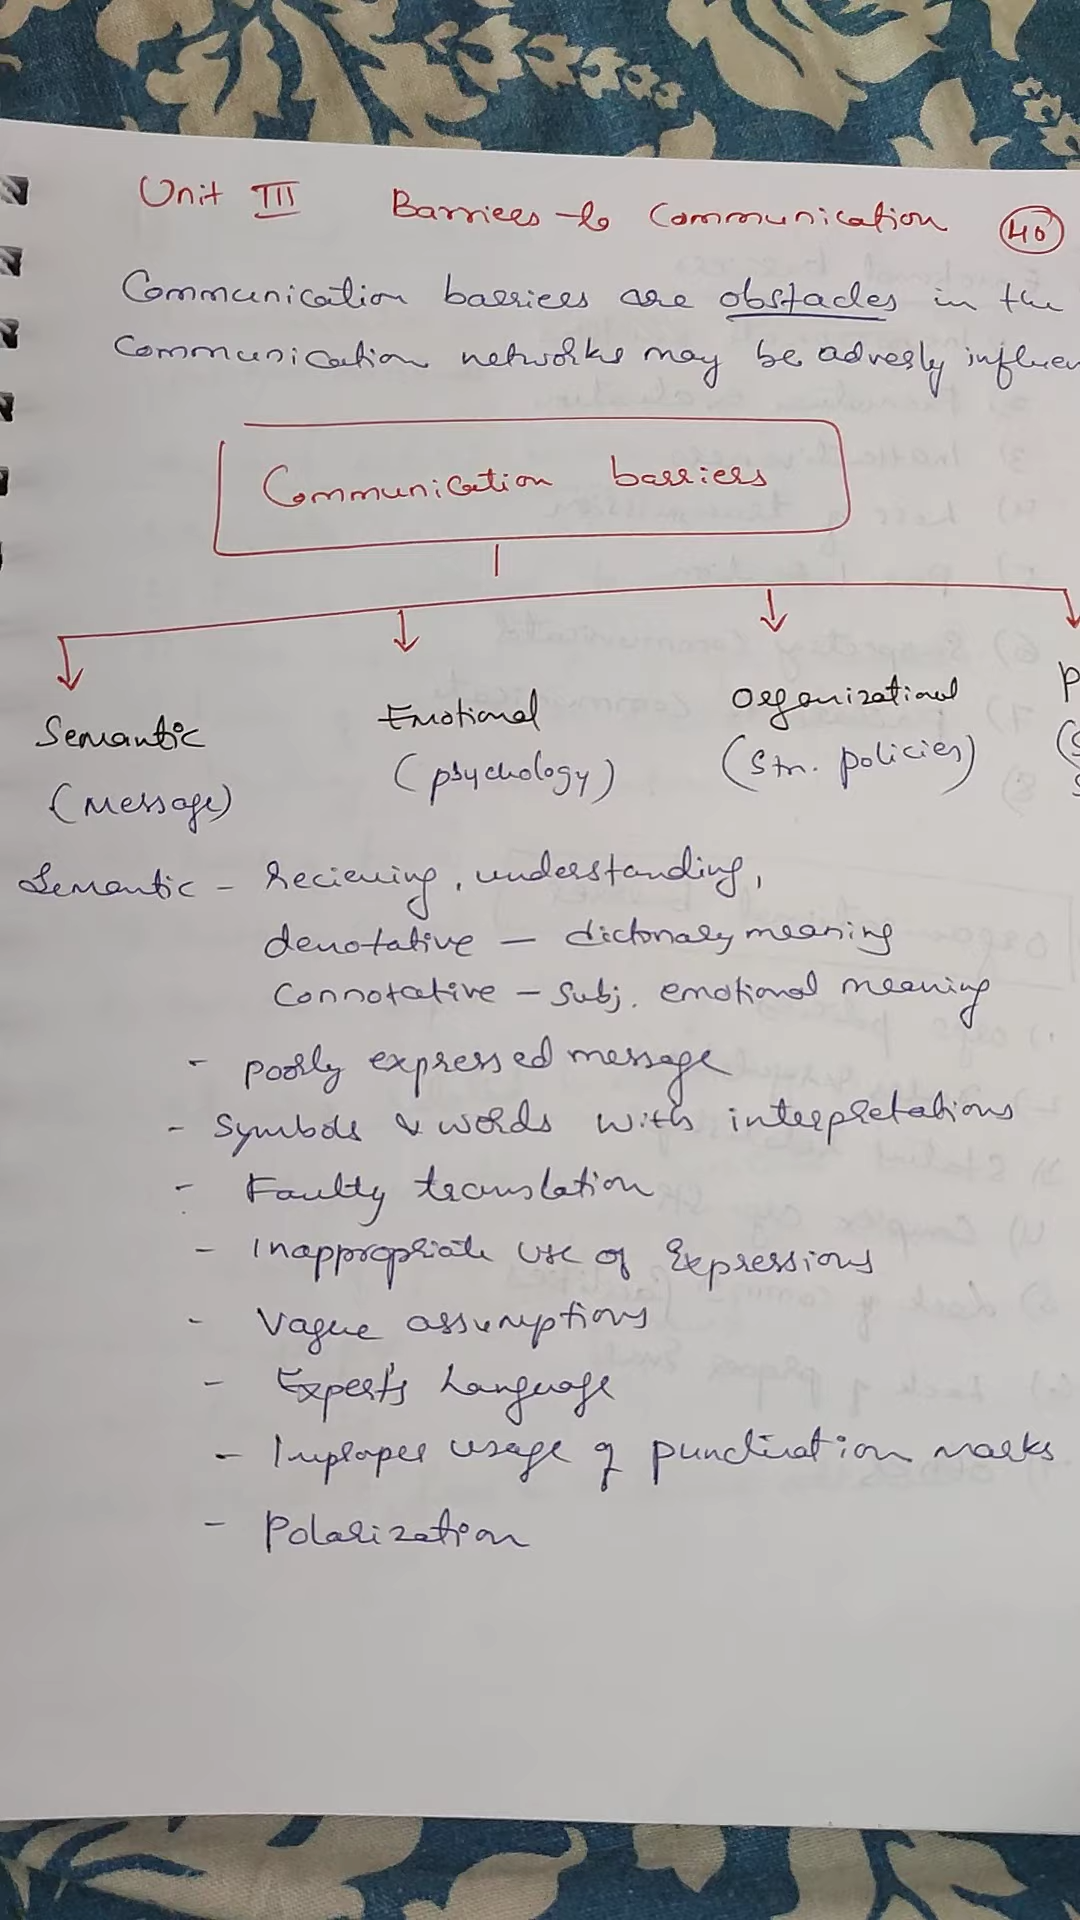 Unit III Barriers to Communication 40
Communication barriers are obstacles in the
Communication networks may be advesly influen
Communication barriers
Semantic Emotional Organizational P
(Message) (psychology) (Str. policies) (S
Semantic - recieving, understanding,
denotative - dictonary meaning
Connotative - Subj. emotional meaning
- poorly expressed message
- Symbols & words with interpretations
- Faulty translation
- Inappropriate use of Expressions
- Vague assumptions
- Expert's Language
- Improper usage of punctuation marks
- Polarization